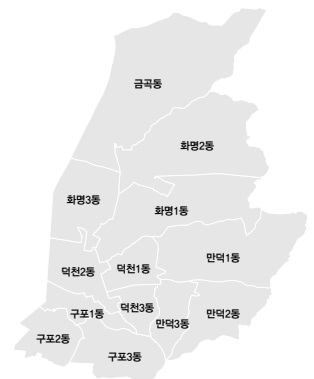 금곡동
화명2동
화명3동
화명1동
만덕1동
덕천2동
덕천1동
덕천3동
구포1동
만덕3동
만덕2동
구포2동
구포3동